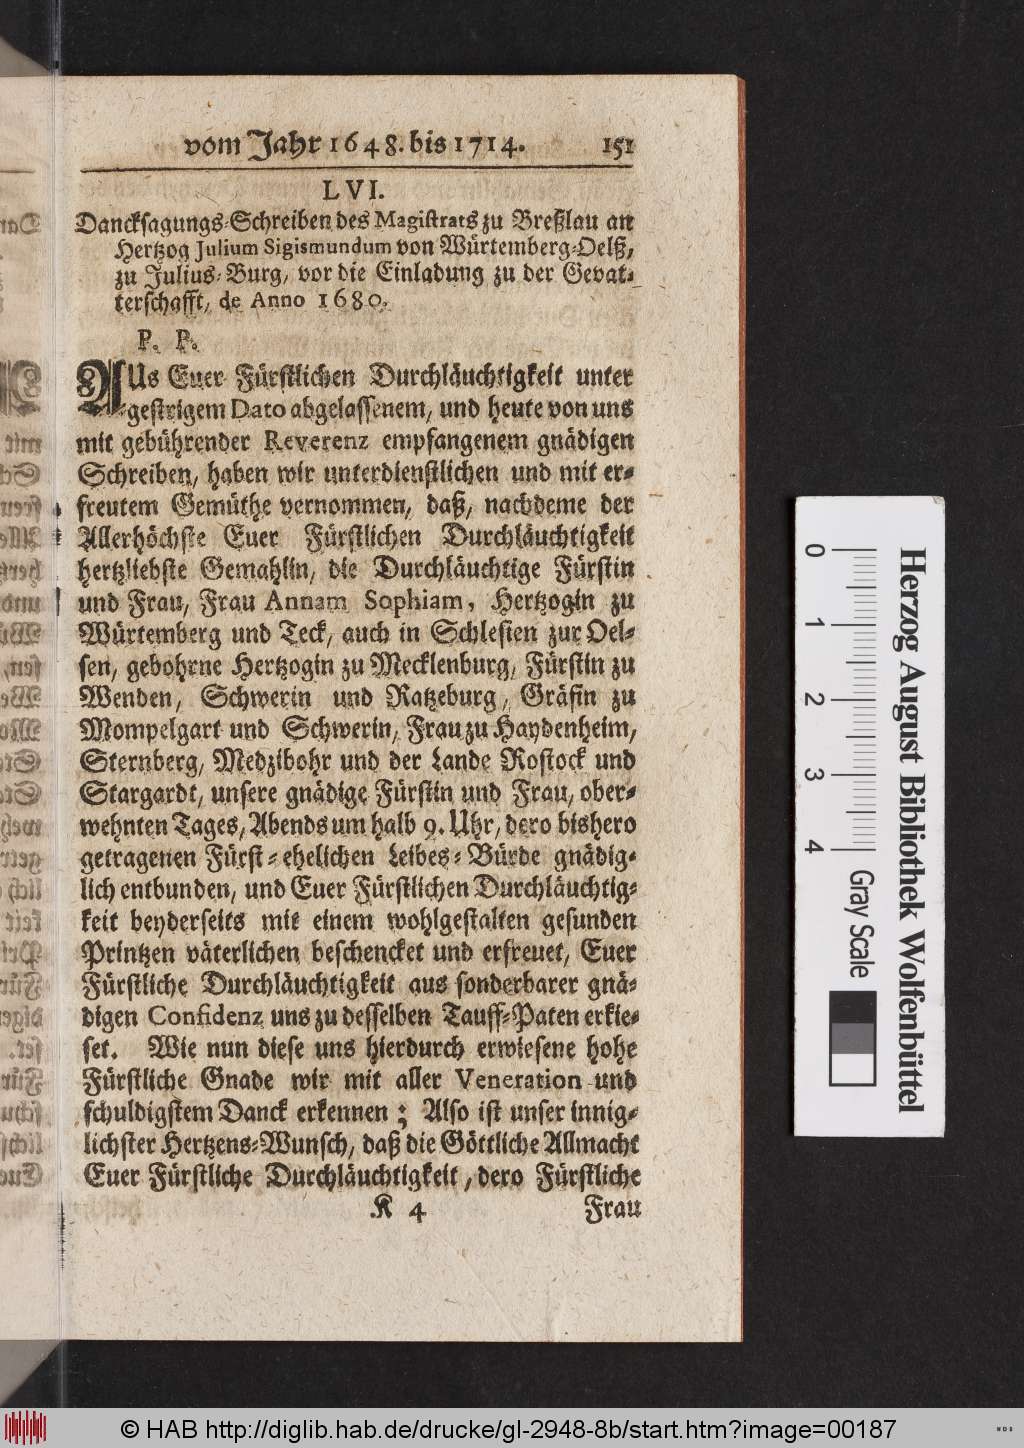 vom Jahr 1648. bis 1714. 151
LVI.
Dancksagungs-Schreiben des Magistrats zu Breßlau an
Hertzog Julium Sigismundum von Würtemberg-Oelß,
zu Julius-Burg, vor die Einladung zu der Gevat-
terschafft, de Anno 1680.
P. P.
AUs Euer Fürstlichen Durchläuchtigkeit unter
gestrigem Dato abgelassenem, und heute von uns
mit gebührender Reverenz empfangenem gnädigen
Schreiben, haben wir unterdienstlichen und mit er-
freutem Gemüthe vernommen, daß, nachdeme der
Allerhöchste Euer Fürstlichen Durchläuchtigkeit
hertzliebste Gemahlin, die Durchläuchtige Fürstin
und Frau, Frau Annam Sophiam, Hertzogin zu
Würtemberg und Teck, auch in Schlesien zur Oel-
sen, gebohrne Hertzogin zu Mecklenburg, Fürstin zu
Wenden, Schwerin und Ratzeburg, Gräfin zu
Mompelgart und Schwerin, Frau zu Haydenheim,
Sternberg, Medzibohr und der Lande Rostock und
Stargardt, unsere gnädige Fürstin und Frau, ober-
wehnten Tages, Abends um halb 9. Uhr, dero bishero
getragenen Fürst-ehelichen Leibes-Bürde gnädig-
lich entbunden, und Euer Fürstlichen Durchläuchtig-
keit beyderseits mit einem wohlgestalten gesunden
Printzen väterlichen beschencket und erfreuet, Euer
Fürstliche Durchläuchtigkeit aus sonderbarer gnä-
digen Confidenz uns zu desselben Tauff-Paten erkie-
set. Wie nun diese uns hierdurch erwiesene hohe
Fürstliche Gnade wir mit aller Veneration und
schuldigstem Danck erkennen; Also ist unser innig-
lichster Hertzens-Wunsch, daß die Göttliche Allmacht
Euer Fürstliche Durchläuchtigkeit, dero Fürstliche
K 4 Frau
0 1 2 3 4 Gray Scale
Herzog August Bibliothek Wolfenbüttel
© HAB http://diglib.hab.de/drucke/gl-2948-8b/start.htm?image=00187